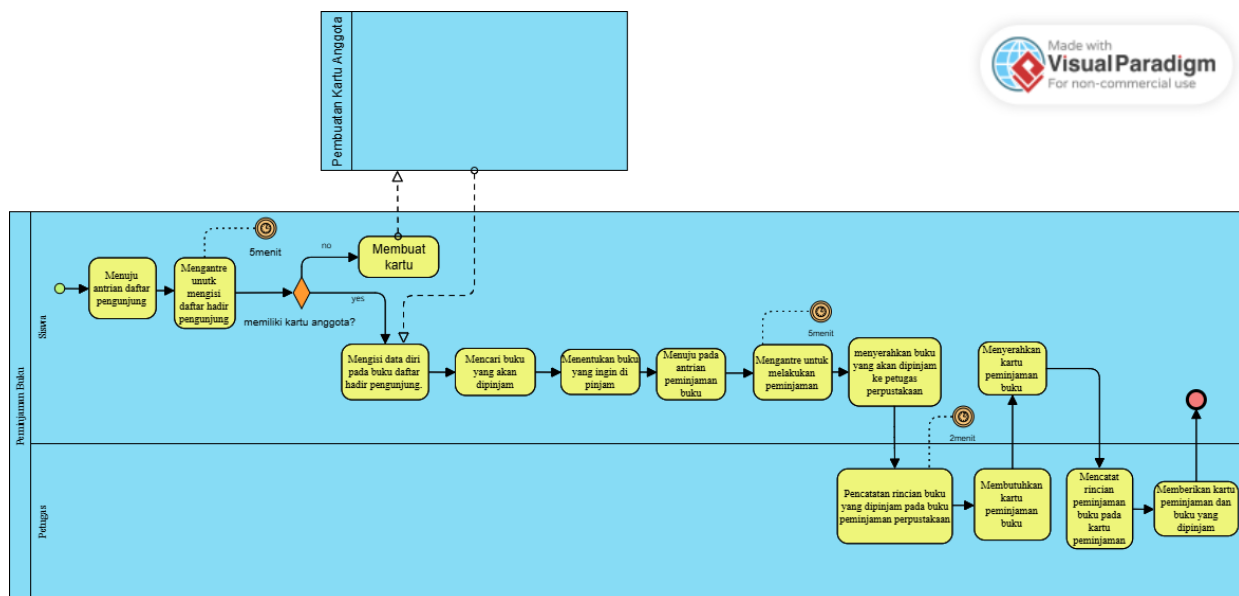 Made with
VisualParadigm
For non-commercial use
Pembuatan Kartu Anggota
Peminjaman Buku
Siswa
Petugas
Menuju
antrian daftar
pengunjung
Mengantre
unutk
mengisi
daftar hadir
pengunjung
5menit
no
yes
memiliki kartu anggota?
Membuat
kartu
Mengisi data diri
pada buku daftar
hadir pengunjung.
Mencari buku
yang akan
dipinjam
Menentukan buku
yang ingin di
pinjam
Menuju pada
antrian
peminjaman
buku
Mengantre untuk
melakukan
peminjaman
5menit
menyerahkan buku
yang akan dipinjam
ke petugas
perpustakaan
Menyerahkan
kartu
peminjaman
buku
2menit
Pencatatan rincian buku
yang dipinjam pada buku
peminjaman perpustakaan
Membutuhkan
kartu
peminjaman
buku
Mencatat
rincian
peminjaman
buku pada
kartu
peminjaman
Memberikan kartu
peminjaman dan
buku yang
dipinjam